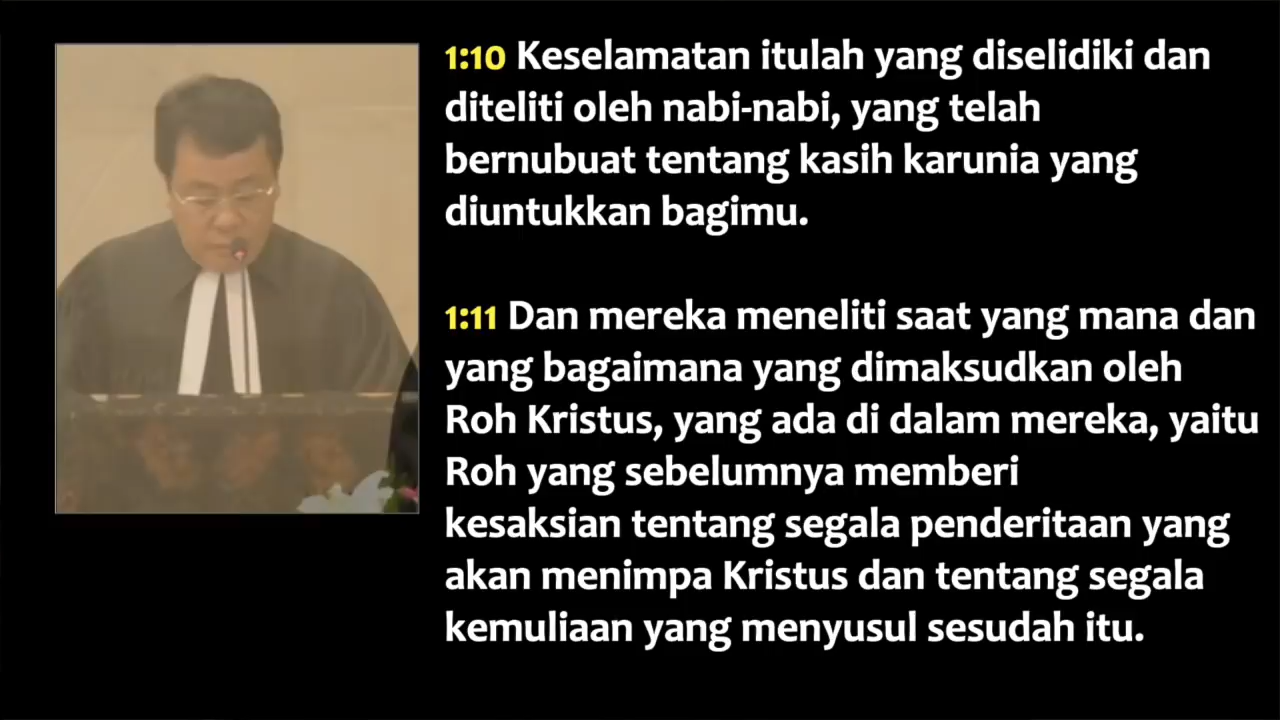 1:10 Keselamatan itulah yang diselidiki dan
diteliti oleh nabi-nabi, yang telah
bernubuat tentang kasih karunia yang
diuntukkan bagimu.
1:11 Dan mereka meneliti saat yang mana dan
yang bagaimana yang dimaksudkan oleh
Roh Kristus, yang ada di dalam mereka, yaitu
Roh yang sebelumnya memberi
kesaksian tentang segala penderitaan yang
akan menimpa Kristus dan tentang segala
kemuliaan yang menyusul sesudah itu.